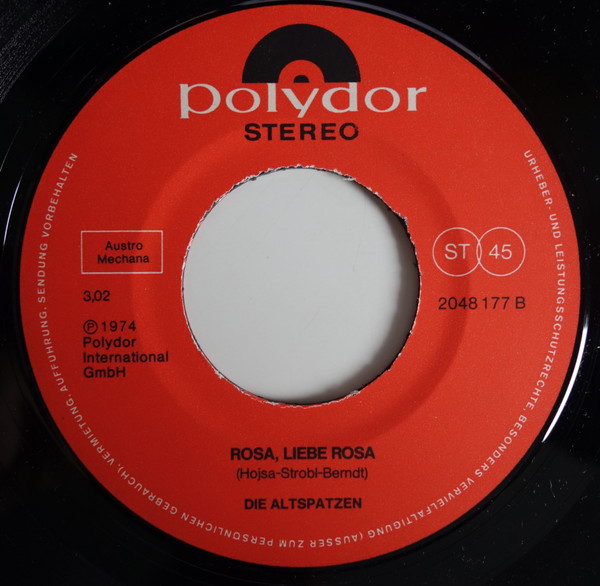 polydor
STEREO
URHEBER- UND LEISTUNGSSCHUTZRECHTE, BESONDERS VERVIELFÄLTIGUNG (AUSSER ZUM PERSÖNLICHEN GEBRAUCH), VERMIETUNG, AUFFÜHRUNG, SENDUNG VORBEHALTEN
Austro
Mechana
ST 45
3,02
2048 177 B
℗ 1974
Polydor
International
GmbH
ROSA, LIEBE ROSA
(Hojsa-Strobl-Berndt)
DIE ALTSPATZEN